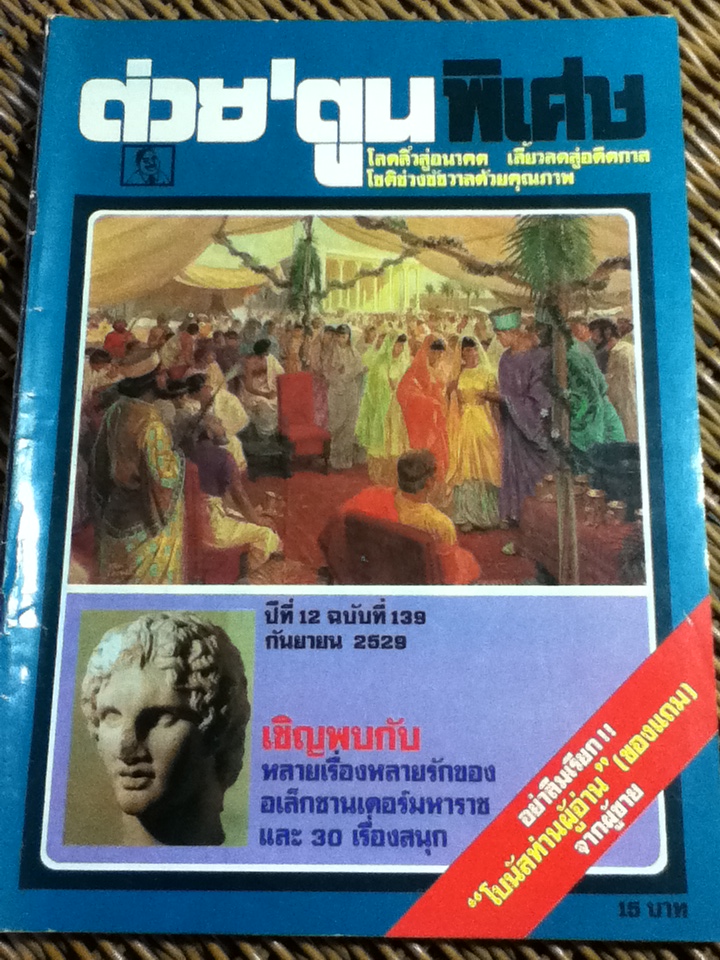 ต่วย'ตูน พิเศษ
โลดลิ่วสู่อนาคต เลี้ยวลดสู่อดีตกาล
โชติช่วงชัชวาลด้วยคุณภาพ
ปีที่ 12 ฉบับที่ 139
กันยายน 2529
เชิญพบกับ
หลายเรื่องหลายรักของ
อเล็กซานเดอร์มหาราช
และ 30 เรื่องสนุก
อย่าลืมเรียก!!
“โบนัสท่านผู้อ่าน” (ของแถม)
จากผู้ขาย
15 บาท